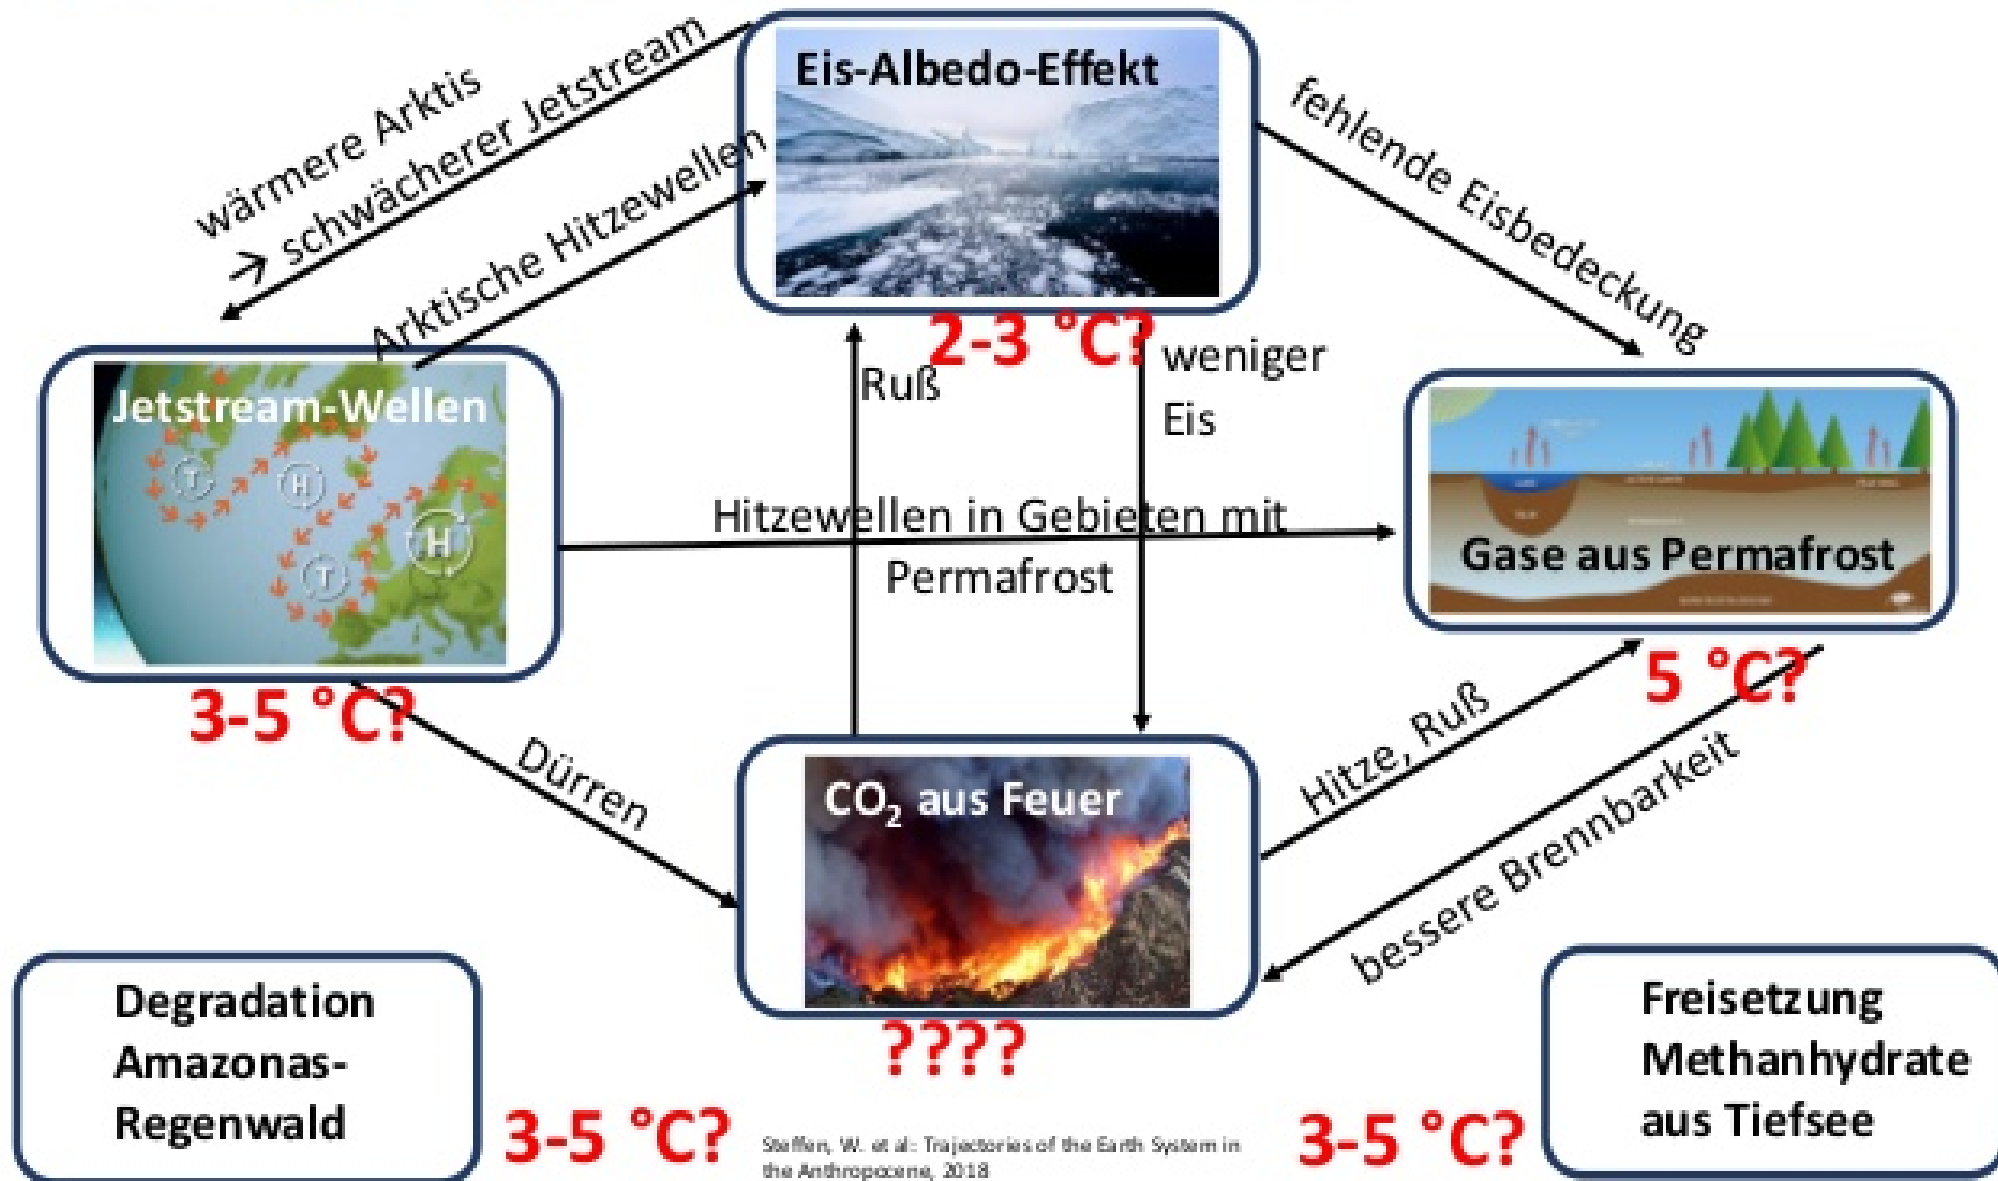 Eis-Albedo-Effekt
wärmere Arktis
→ schwächerer Jetstream
Arktische Hitzewellen
fehlende Eisbedeckung
2-3 °C?
Ruß
weniger
Eis
Jetstream-Wellen
T
H
T
H
3-5 °C?
Hitzewellen in Gebieten mit
Permafrost
Gase aus Permafrost
5 °C?
Dürren
Hitze, Ruß
bessere Brennbarkeit
CO₂ aus Feuer
????
Degradation
Amazonas-
Regenwald
3-5 °C?
Steffen, W. et al: Trajectories of the Earth System in
the Anthropocene, 2018
3-5 °C?
Freisetzung
Methanhydrate
aus Tiefsee